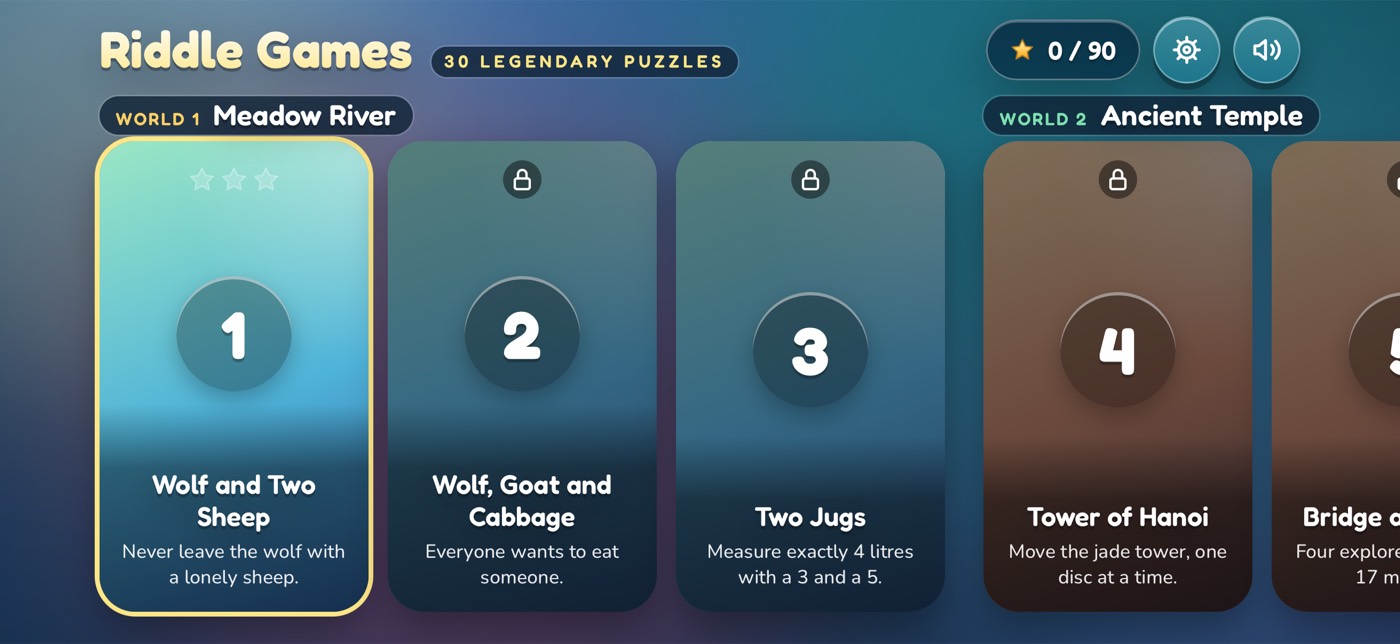 Riddle Games
30 LEGENDARY PUZZLES
0 / 90
WORLD 1 Meadow River
WORLD 2 Ancient Temple
1
Wolf and Two
Sheep
Never leave the wolf with
a lonely sheep.
2
Wolf, Goat and
Cabbage
Everyone wants to eat
someone.
3
Two Jugs
Measure exactly 4 litres
with a 3 and a 5.
4
Tower of Hanoi
Move the jade tower, one
disc at a time.
Bridge
Four
17